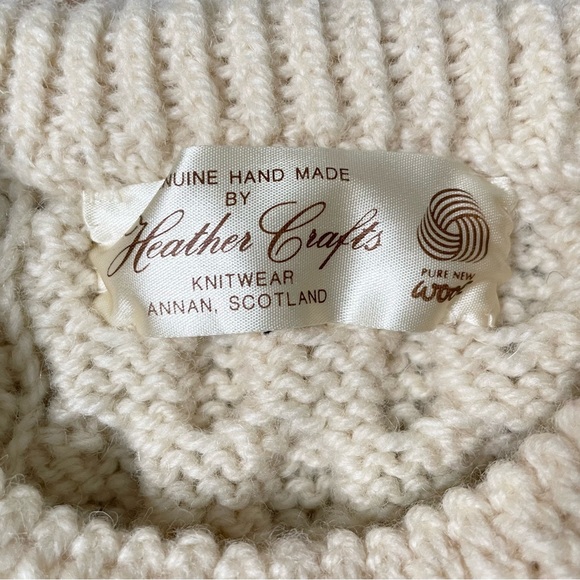 NUINE HAND MADE
BY
Heather Crafts
KNITWEAR
ANNAN, SCOTLAND
PURE NEW
wool